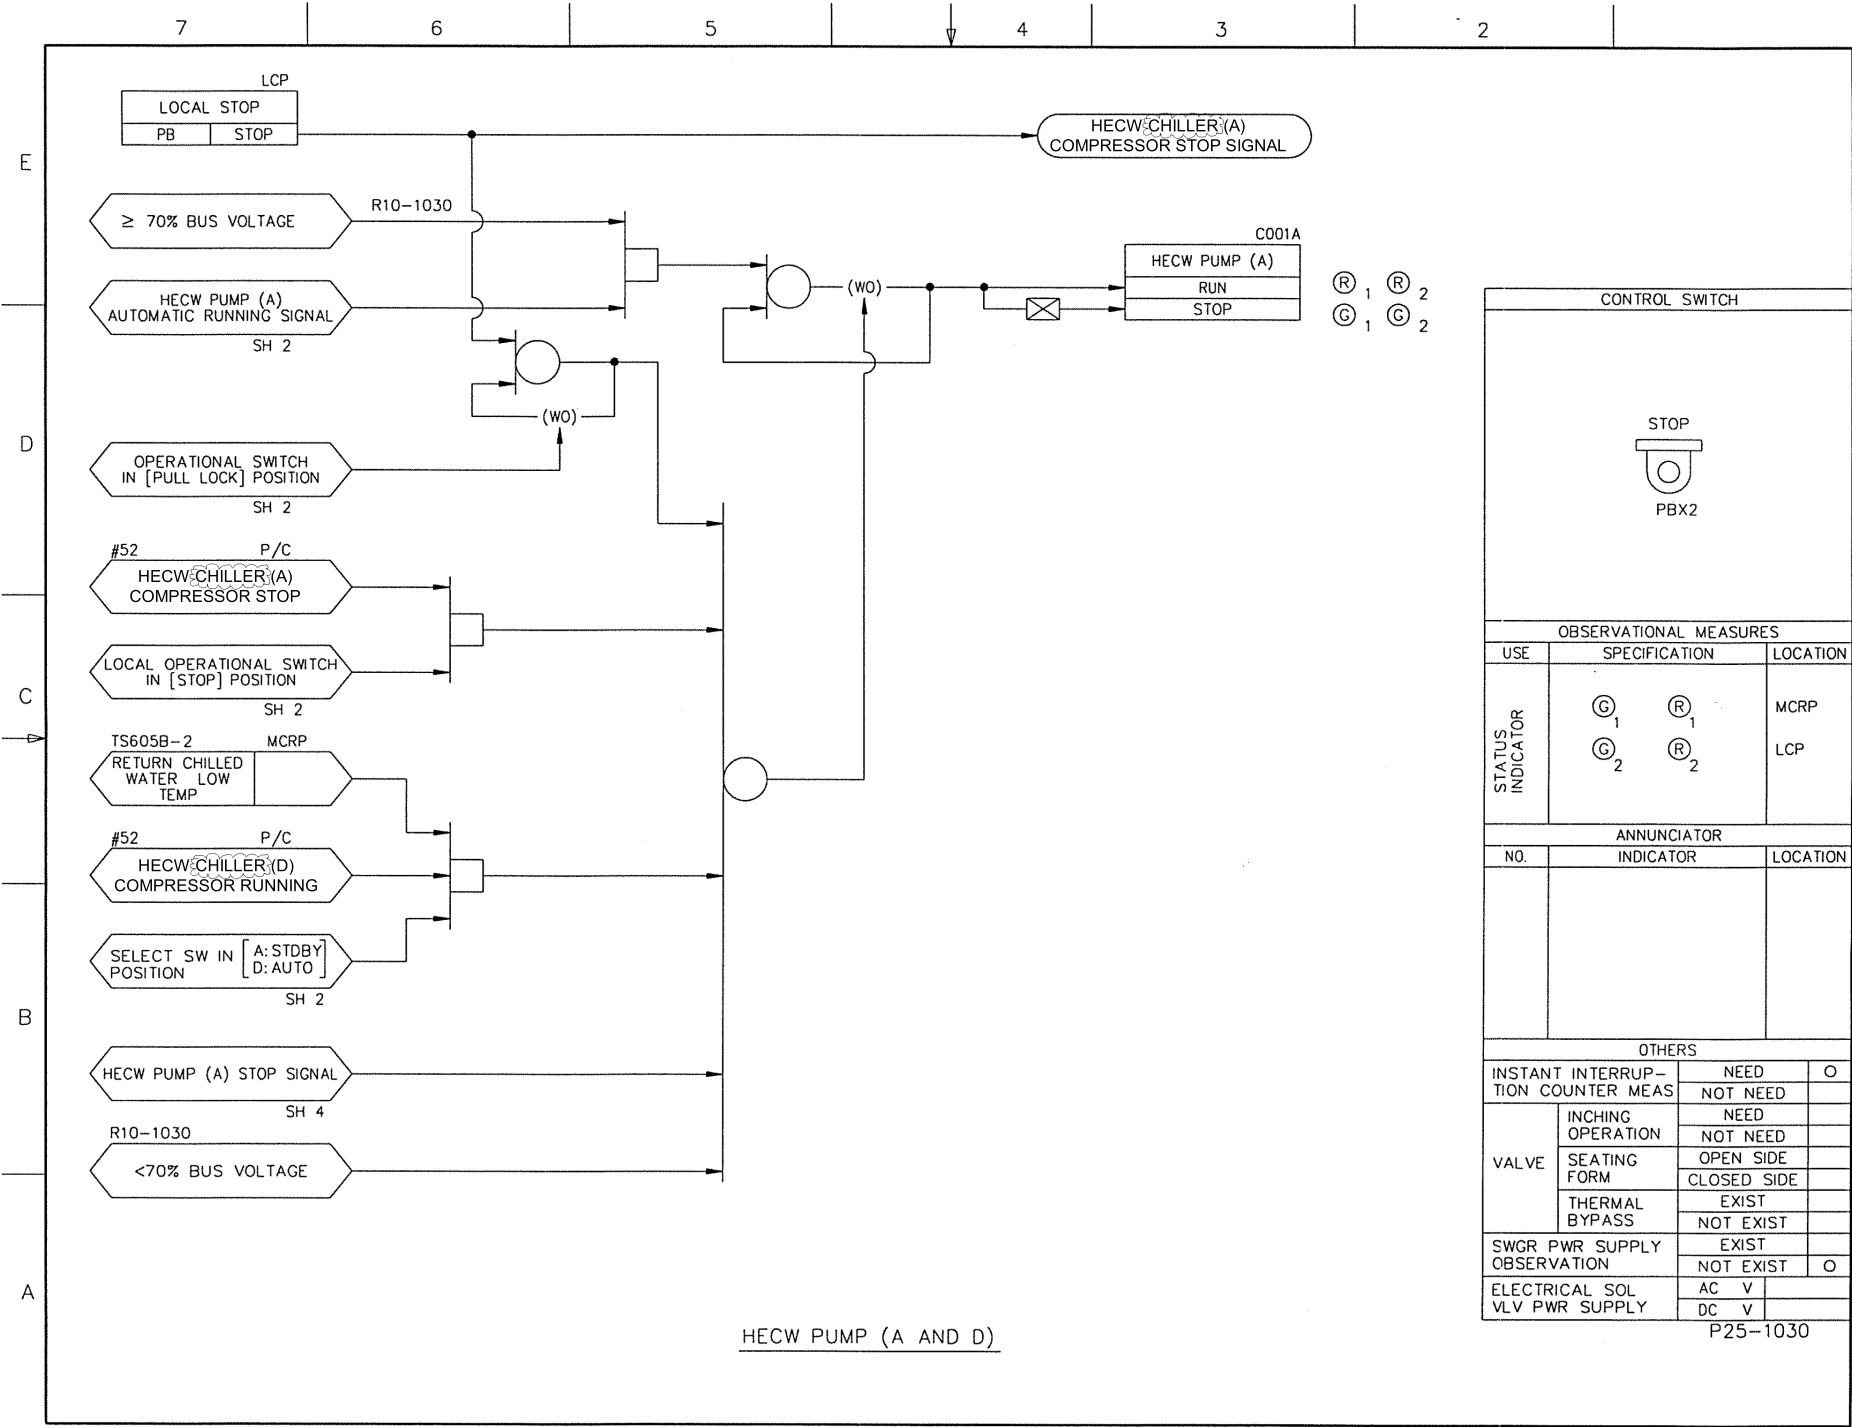 7 6 5 4 3 2
E
D
C
B
A
LCP
LOCAL STOP
PB STOP
HECW CHILLER (A)
COMPRESSOR STOP SIGNAL
≥ 70% BUS VOLTAGE
R10-1030
HECW PUMP (A)
AUTOMATIC RUNNING SIGNAL
SH 2
(WO)
C001A
HECW PUMP (A)
RUN
STOP
R 1 R 2
G 1 G 2
(WO)
OPERATIONAL SWITCH
IN [PULL LOCK] POSITION
SH 2
#52 P/C
HECW CHILLER (A)
COMPRESSOR STOP
LOCAL OPERATIONAL SWITCH
IN [STOP] POSITION
SH 2
TS605B-2 MCRP
RETURN CHILLED
WATER LOW
TEMP
#52 P/C
HECW CHILLER (D)
COMPRESSOR RUNNING
SELECT SW IN [A:STDBY
POSITION D:AUTO]
SH 2
HECW PUMP (A) STOP SIGNAL
SH 4
R10-1030
<70% BUS VOLTAGE
HECW PUMP (A AND D)
CONTROL SWITCH
STOP
PBX2
OBSERVATIONAL MEASURES
USE SPECIFICATION LOCATION
STATUS
INDICATOR
G 1 R 1 MCRP
G 2 R 2 LCP
ANNUNCIATOR
NO. INDICATOR LOCATION
OTHERS
INSTANT INTERRUP-
TION COUNTER MEAS
NEED O
NOT NEED
VALVE
INCHING
OPERATION
NEED
NOT NEED
SEATING
FORM
OPEN SIDE
CLOSED SIDE
THERMAL
BYPASS
EXIST
NOT EXIST
SWGR PWR SUPPLY
OBSERVATION
EXIST
NOT EXIST O
ELECTRICAL SOL
VLV PWR SUPPLY
AC V
DC V
P25-1030